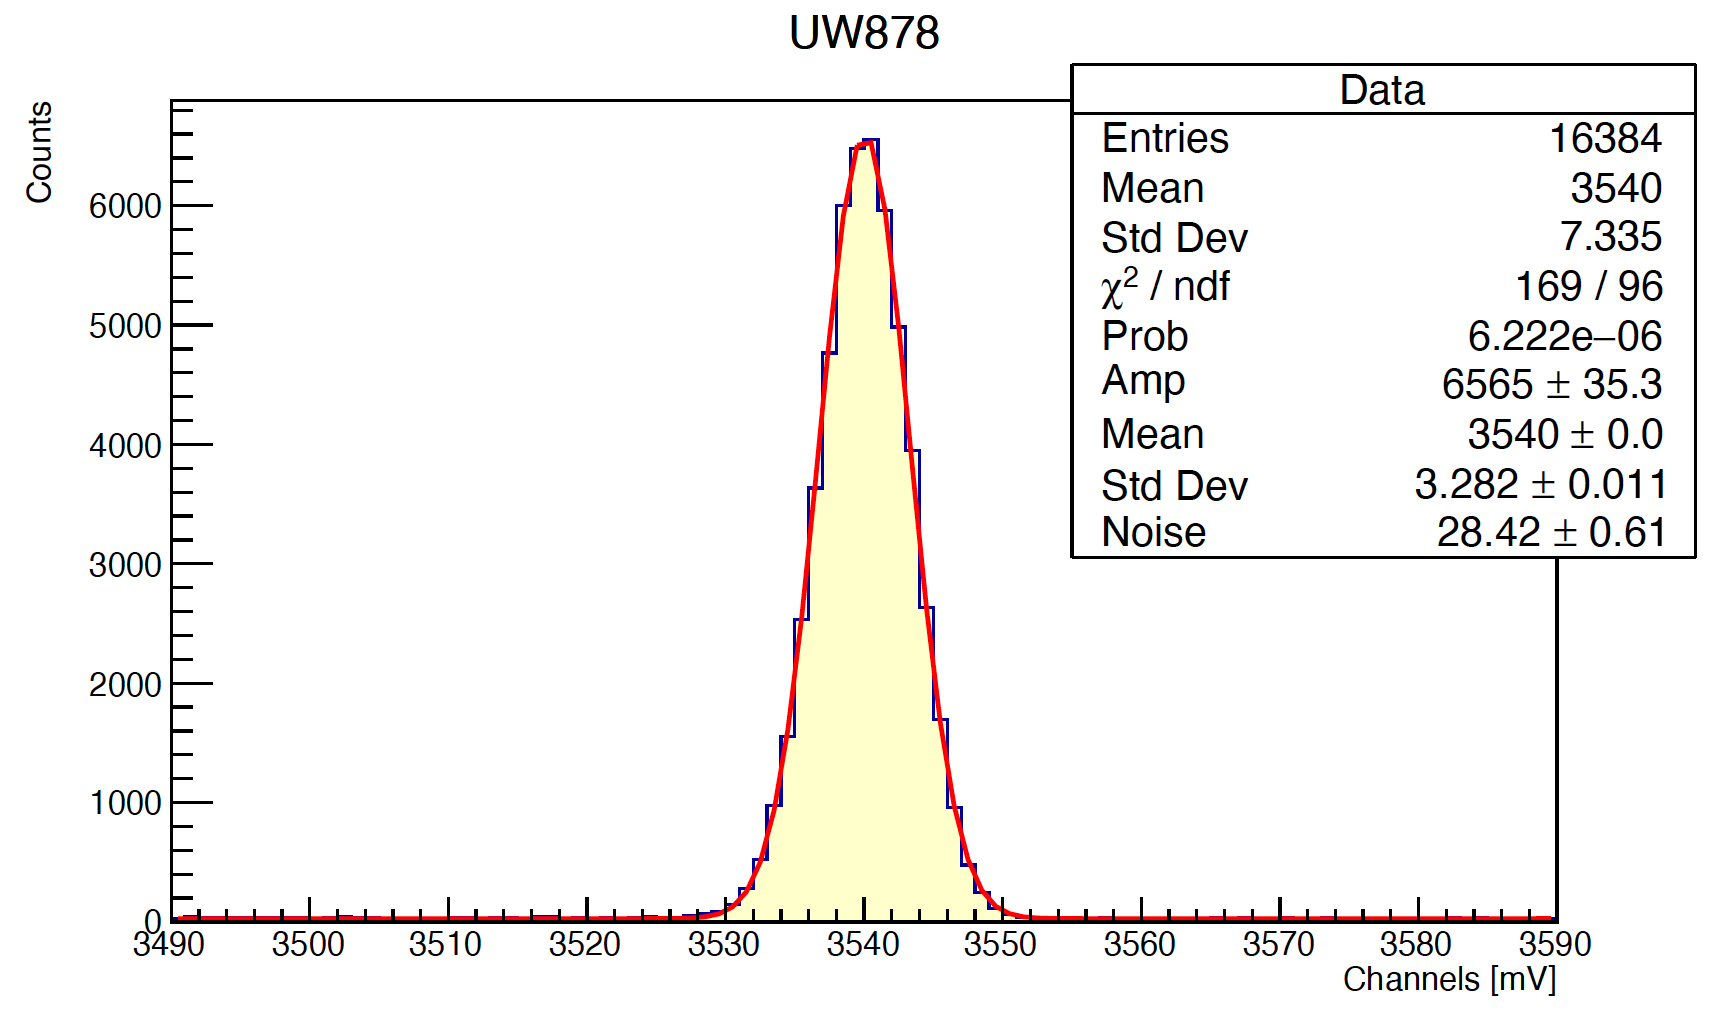 UW878
Counts
Data
Entries 16384
Mean 3540
Std Dev 7.335
χ² / ndf 169 / 96
Prob 6.222e−06
Amp 6565 ± 35.3
Mean 3540 ± 0.0
Std Dev 3.282 ± 0.011
Noise 28.42 ± 0.61
6000
5000
4000
3000
2000
1000
0
3490 3500 3510 3520 3530 3540 3550 3560 3570 3580 3590
Channels [mV]